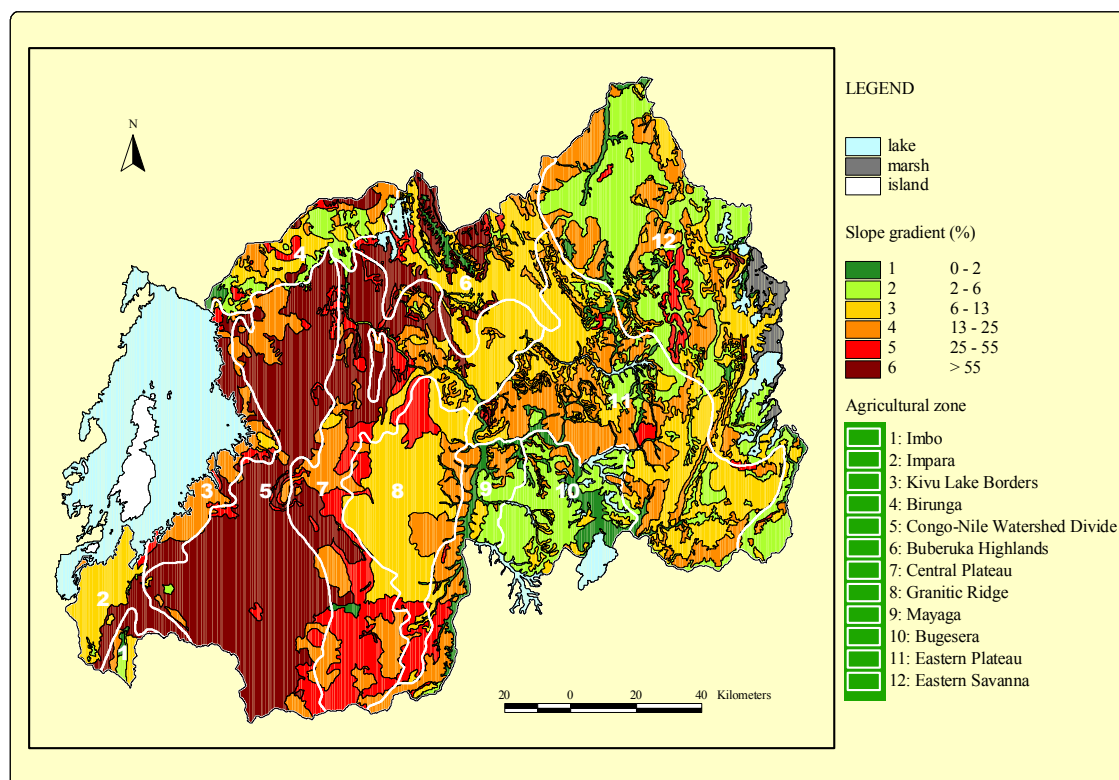 N
LEGEND
lake
marsh
island
Slope gradient (%)
1 0 - 2
2 2 - 6
3 6 - 13
4 13 - 25
5 25 - 55
6 > 55
Agricultural zone
1: Imbo
2: Impara
3: Kivu Lake Borders
4: Birunga
5: Congo-Nile Watershed Divide
6: Buberuka Highlands
7: Central Plateau
8: Granitic Ridge
9: Mayaga
10: Bugesera
11: Eastern Plateau
12: Eastern Savanna
12
4
6
11
3
5
7
8
9
10
2
1
20 0 20 40 Kilometers